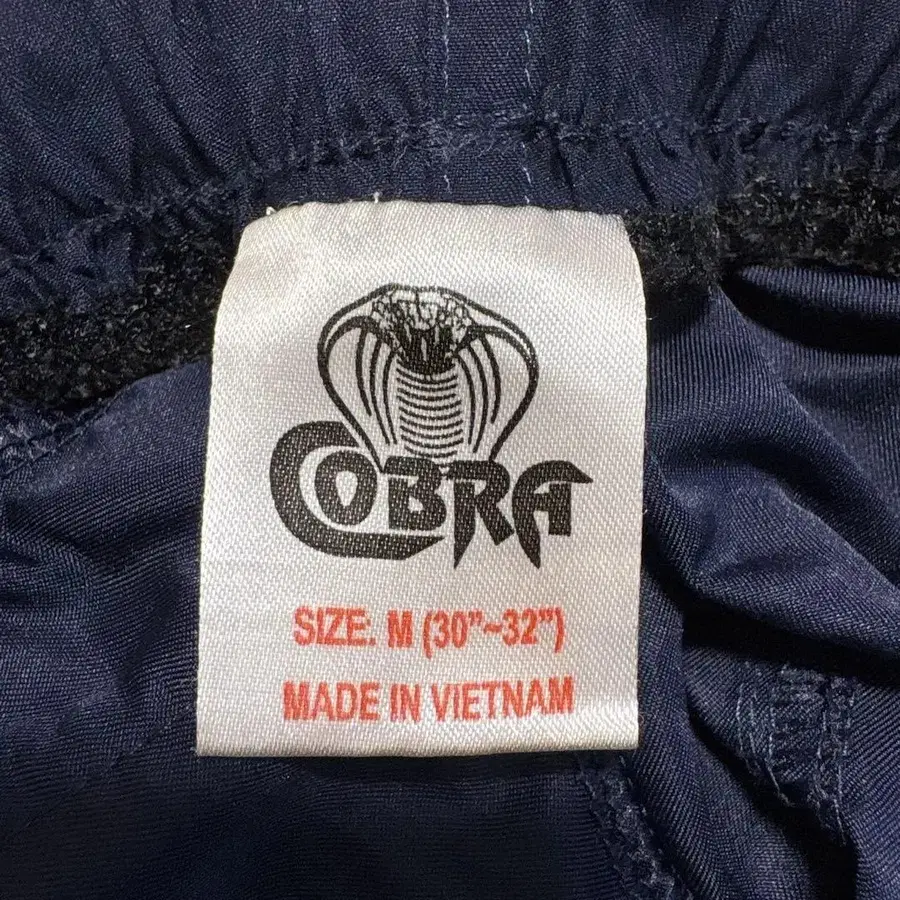 COBRA
SIZE: M (30”~32”)
MADE IN VIETNAM